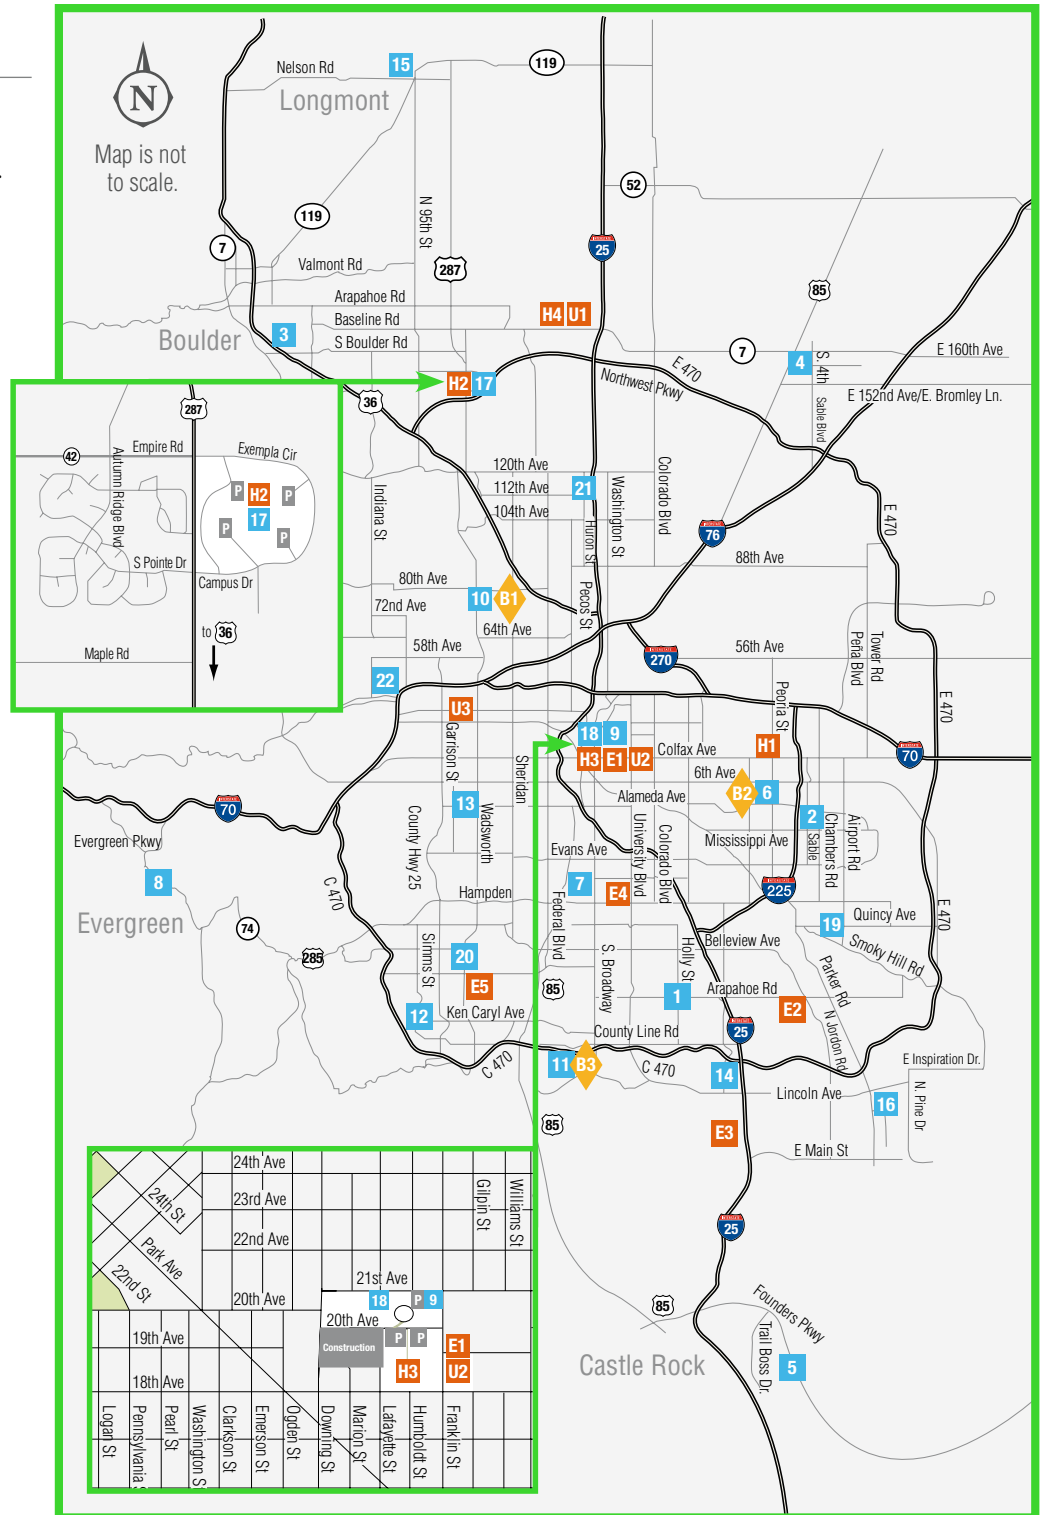 Nelson Rd
15
119
Longmont
N
Map is not
to scale.
52
119
N 95th St
7
25
Valmont Rd
287
85
Arapahoe Rd
H4
U1
Baseline Rd
Boulder
3
S Boulder Rd
7
E 160th Ave
4
S. 4th
E 470
H2
17
Northwest Pkwy
36
E 152nd Ave/E. Bromley Ln.
Sable Blvd
287
42
Empire Rd
Autumn Ridge Blvd
Exempla Cir
P
H2
P
17
P
P
S Pointe Dr
Campus Dr
to 36
Maple Rd
120th Ave
112th Ave
21
104th Ave
Indiana St
Washington St
Colorado Blvd
Huron St
76
E 470
88th Ave
80th Ave
10
B1
Pecos St
72nd Ave
64th Ave
58th Ave
270
56th Ave
Peña Blvd
Tower Rd
22
Peoria St
E 470
U3
Garrison St
18
9
H3
E1
U2
Colfax Ave
H1
70
Sheridan
6th Ave
B2
6
Alameda Ave
70
13
Wadsworth
County Hwy 25
2
Sable
Chambers Rd
Airport Rd
Evergreen Pkwy
Mississippi Ave
University Blvd
Colorado Blvd
Evans Ave
8
C 470
Hampden
7
E4
225
Evergreen
74
Federal Blvd
19
Quincy Ave
E 470
Simms St
285
20
S. Broadway
Holly St
Belleview Ave
Smoky Hill Rd
Parker Rd
E5
85
1
Arapahoe Rd
E2
12
Ken Caryl Ave
County Line Rd
25
N Jordon Rd
C 470
11
B3
C 470
14
E Inspiration Dr.
Lincoln Ave
16
N. Pine Dr
85
E3
E Main St
25
85
Founders Pkwy
Trail Boss Dr.
Castle Rock
5
24th Ave
24th St
23rd Ave
Gilpin St
Williams St
22nd Ave
Park Ave
22nd St
21st Ave
20th Ave
18
P
9
20th Ave
19th Ave
Construction
P
P
E1
18th Ave
H3
U2
Logan St
Pennsylvania S
Pearl St
Washington S
Clarkson St
Emerson St
Ogden St
Downing St
Marion St
Lafayette St
Humboldt St
Franklin St